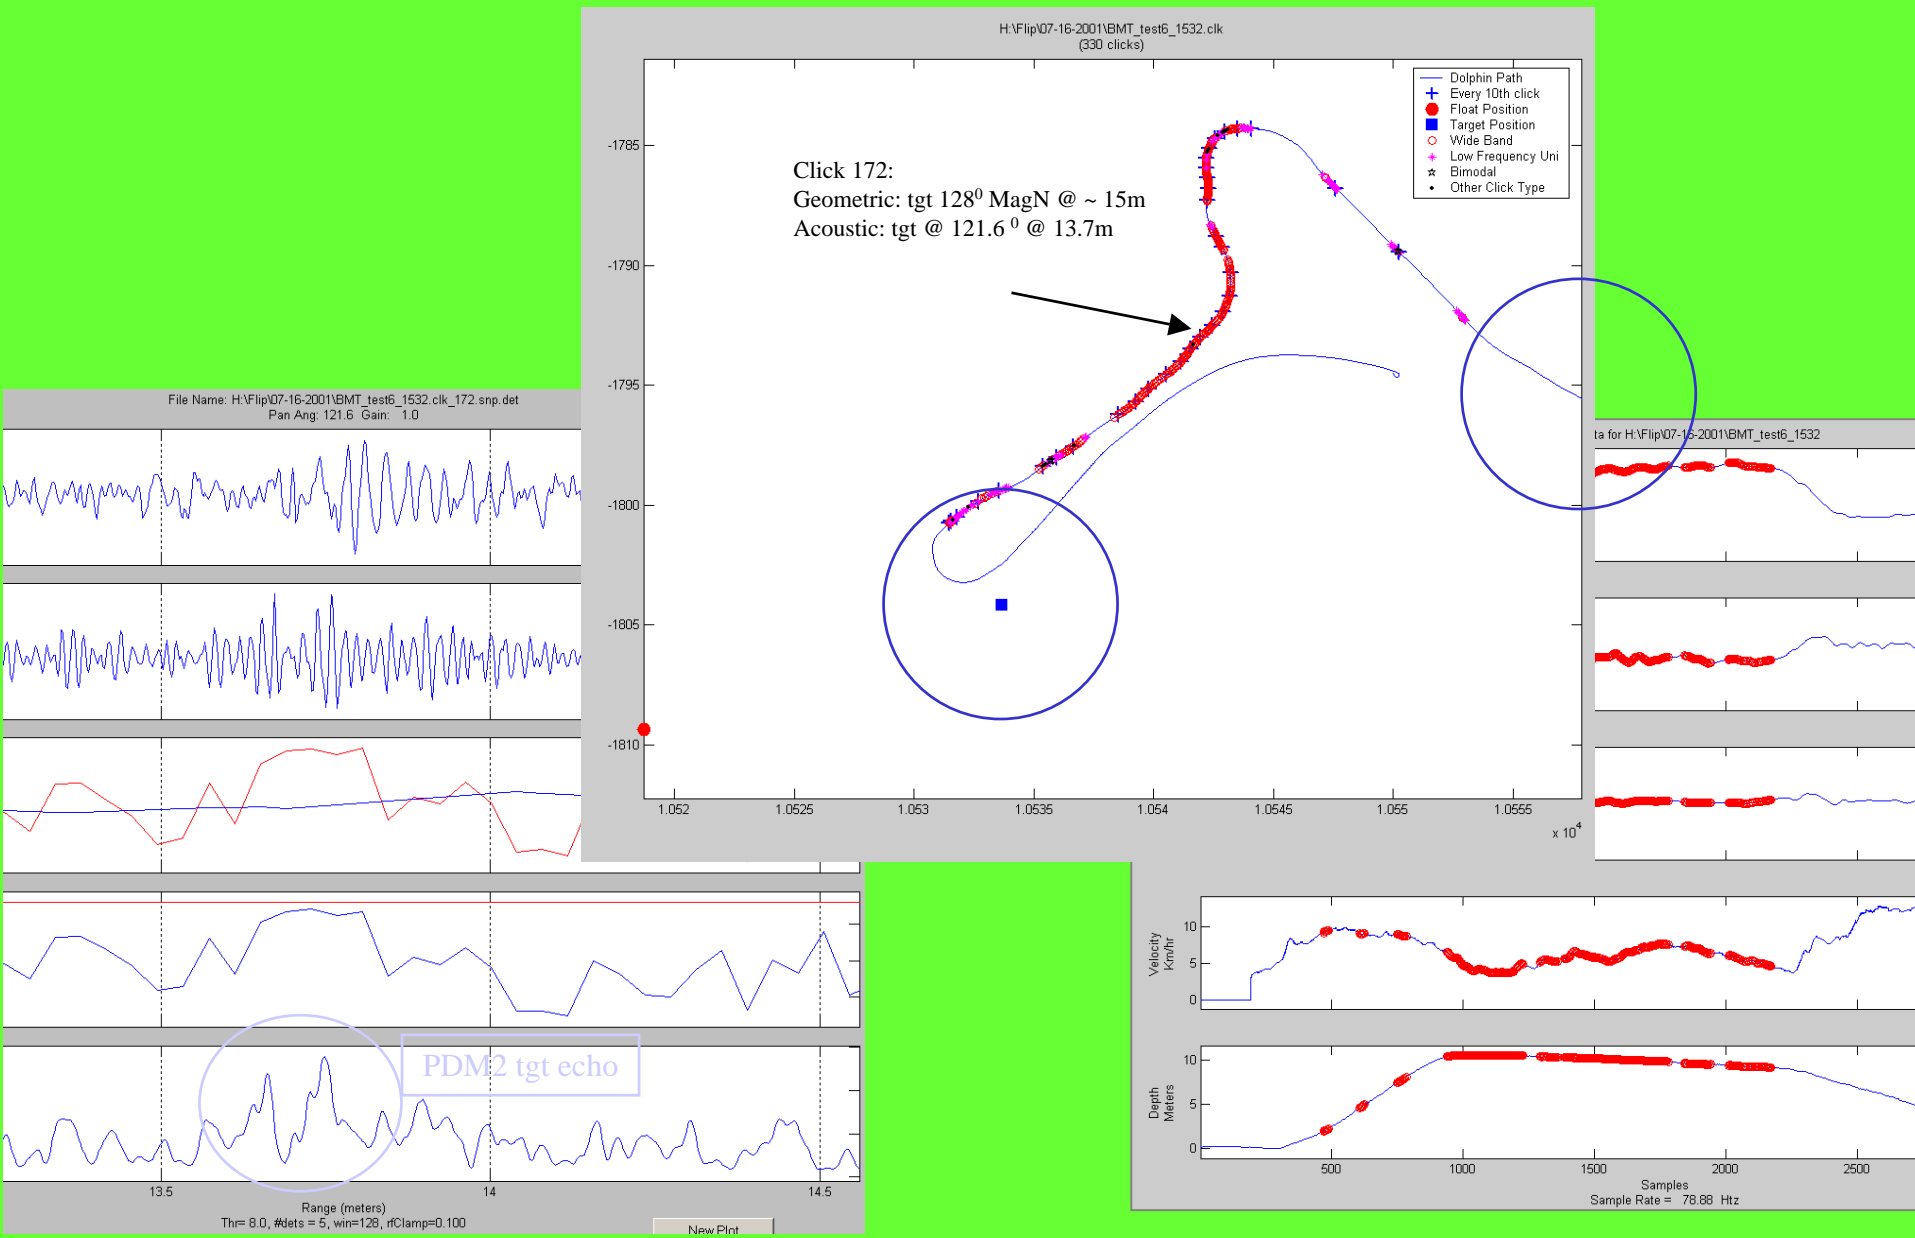 H:\Flip\07-16-2001\BMT_test6_1532.clk
(330 clicks)
Dolphin Path
Every 10th click
Float Position
Target Position
Wide Band
Low Frequency Uni
Bimodal
Other Click Type
Click 172:
Geometric: tgt 128⁰ MagN @ ~ 15m
Acoustic: tgt @ 121.6 ⁰ @ 13.7m
-1785
-1790
-1795
-1800
-1805
-1810
1.052
1.0525
1.053
1.0535
1.054
1.0545
1.055
1.0555
x 10⁴
File Name: H:\Flip\07-16-2001\BMT_test6_1532.clk_172.snp.det
Pan Ang: 121.6 Gain: 1.0
PDM2 tgt echo
13.5
14
14.5
Range (meters)
Thr= 8.0, #dets = 5, win=128, rfClamp=0.100
New Plot
ta for H:\Flip\07-16-2001\BMT_test6_1532
Velocity
Km/hr
10
5
0
Depth
Meters
10
5
0
500
1000
1500
2000
2500
Samples
Sample Rate = 78.88 Htz